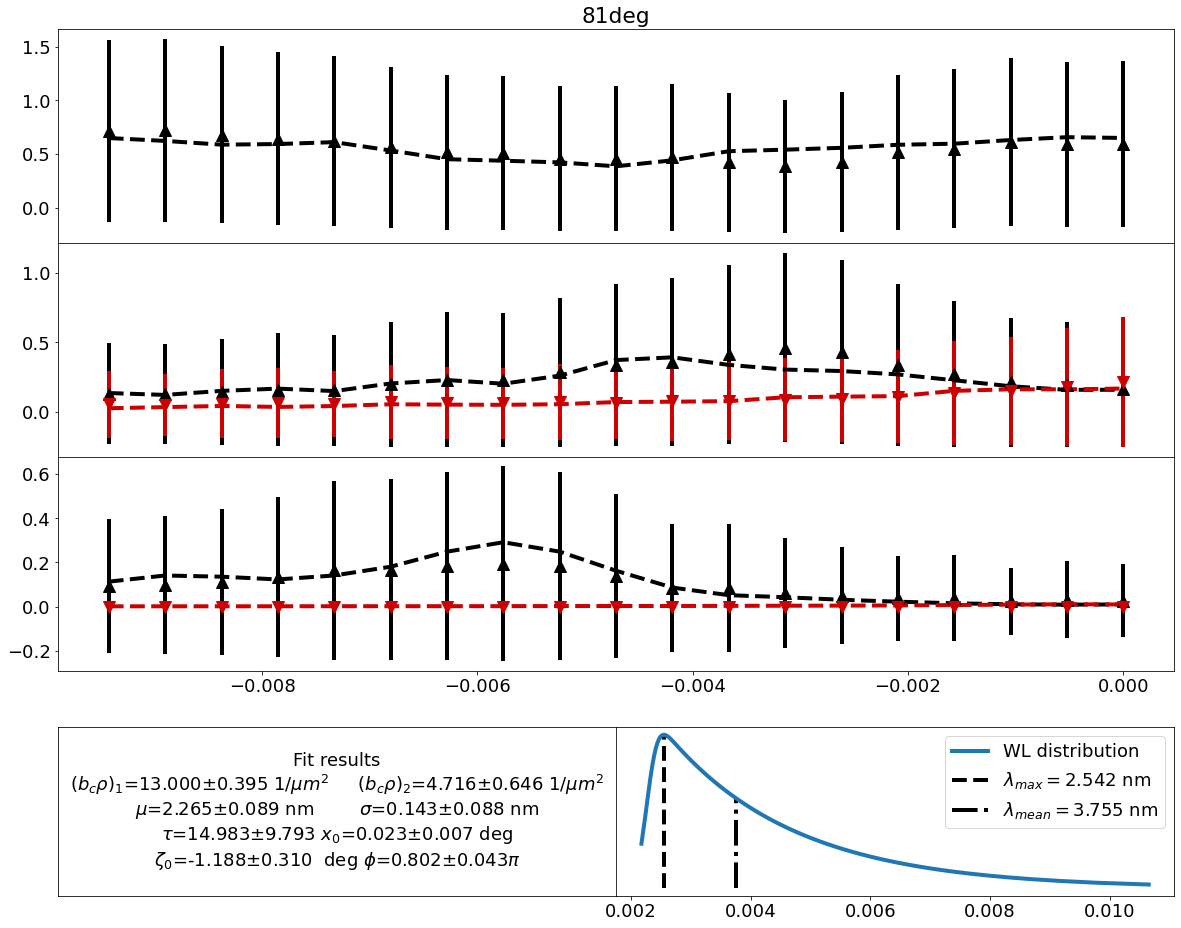 81deg
1.5
1.0
0.5
0.0
1.0
0.5
0.0
0.6
0.4
0.2
0.0
−0.2
−0.008 −0.006 −0.004 −0.002 0.000
Fit results
(b_cρ)_1=13.000±0.395 1/μm^2 (b_cρ)_2=4.716±0.646 1/μm^2
μ=2.265±0.089 nm σ=0.143±0.088 nm
τ=14.983±9.793 x_0=0.023±0.007 deg
ζ_0=-1.188±0.310 deg ϕ=0.802±0.043π
WL distribution
λ_max = 2.542 nm
λ_mean = 3.755 nm
0.002 0.004 0.006 0.008 0.010